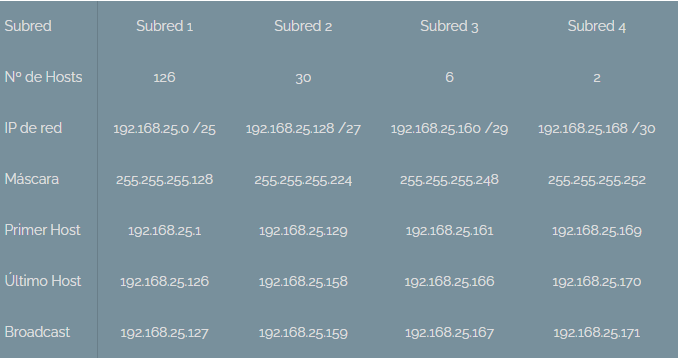 Subred Subred 1 Subred 2 Subred 3 Subred 4
Nº de Hosts 126 30 6 2
IP de red 192.168.25.0 /25 192.168.25.128 /27 192.168.25.160 /29 192.168.25.168 /30
Máscara 255.255.255.128 255.255.255.224 255.255.255.248 255.255.255.252
Primer Host 192.168.25.1 192.168.25.129 192.168.25.161 192.168.25.169
Último Host 192.168.25.126 192.168.25.158 192.168.25.166 192.168.25.170
Broadcast 192.168.25.127 192.168.25.159 192.168.25.167 192.168.25.171